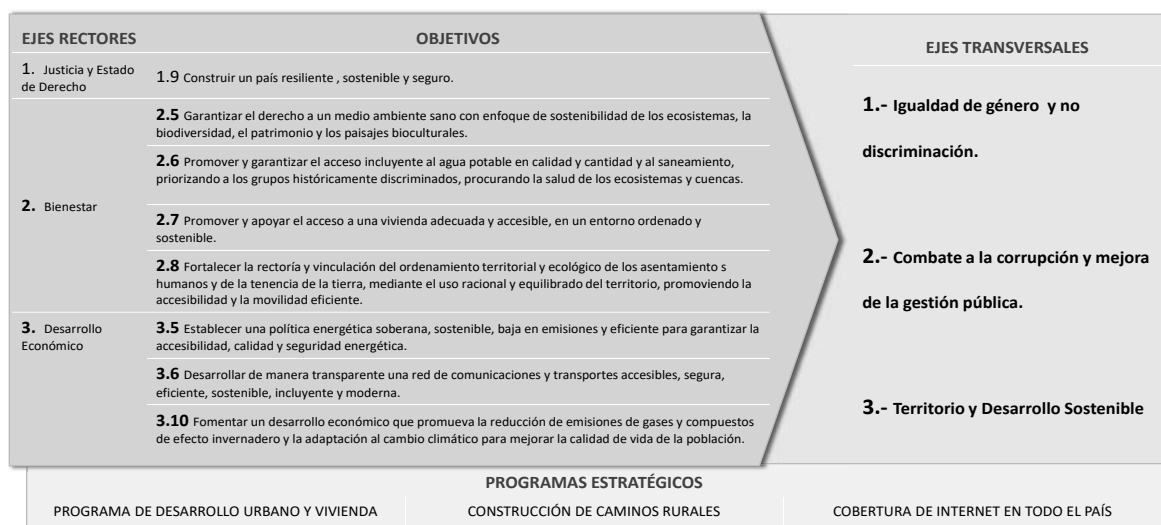 EJES RECTORES
OBJETIVOS
1. Justicia y Estado
de Derecho
1.9 Construir un país resiliente , sostenible y seguro.
2. Bienestar
2.5 Garantizar el derecho a un medio ambiente sano con enfoque de sostenibilidad de los ecosistemas, la
biodiversidad, el patrimonio y los paisajes bioculturales.
2.6 Promover y garantizar el acceso incluyente al agua potable en calidad y cantidad y al saneamiento,
priorizando a los grupos históricamente discriminados, procurando la salud de los ecosistemas y cuencas.
2.7 Promover y apoyar el acceso a una vivienda adecuada y accesible, en un entorno ordenado y
sostenible.
2.8 Fortalecer la rectoría y vinculación del ordenamiento territorial y ecológico de los asentamiento s
humanos y de la tenencia de la tierra, mediante el uso racional y equilibrado del territorio, promoviendo la
accesibilidad y la movilidad eficiente.
3. Desarrollo
Económico
3.5 Establecer una política energética soberana, sostenible, baja en emisiones y eficiente para garantizar la
accesibilidad, calidad y seguridad energética.
3.6 Desarrollar de manera transparente una red de comunicaciones y transportes accesibles, segura,
eficiente, sostenible, incluyente y moderna.
3.10 Fomentar un desarrollo económico que promueva la reducción de emisiones de gases y compuestos
de efecto invernadero y la adaptación al cambio climático para mejorar la calidad de vida de la población.
EJES TRANSVERSALES
1.- Igualdad de género y no
discriminación.
2.- Combate a la corrupción y mejora
de la gestión pública.
3.- Territorio y Desarrollo Sostenible
PROGRAMAS ESTRATÉGICOS
PROGRAMA DE DESARROLLO URBANO Y VIVIENDA
CONSTRUCCIÓN DE CAMINOS RURALES
COBERTURA DE INTERNET EN TODO EL PAÍS